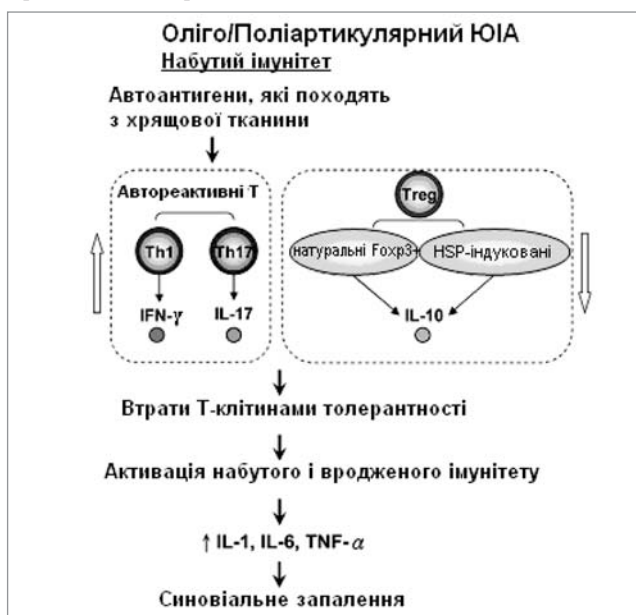 Оліго/Поліартикулярний ЮІА
Набутий імунітет
Автоантигени, які походять
з хрящової тканини
Автореактивні Т
Treg
Th1
Th17
натуральні Foxp3+
HSP-індуковані
IFN-γ
IL-17
IL-10
Втрати Т-клітинами толерантності
Активація набутого і вродженого імунітету
↑ IL-1, IL-6, TNF-α
Синовіальне запалення